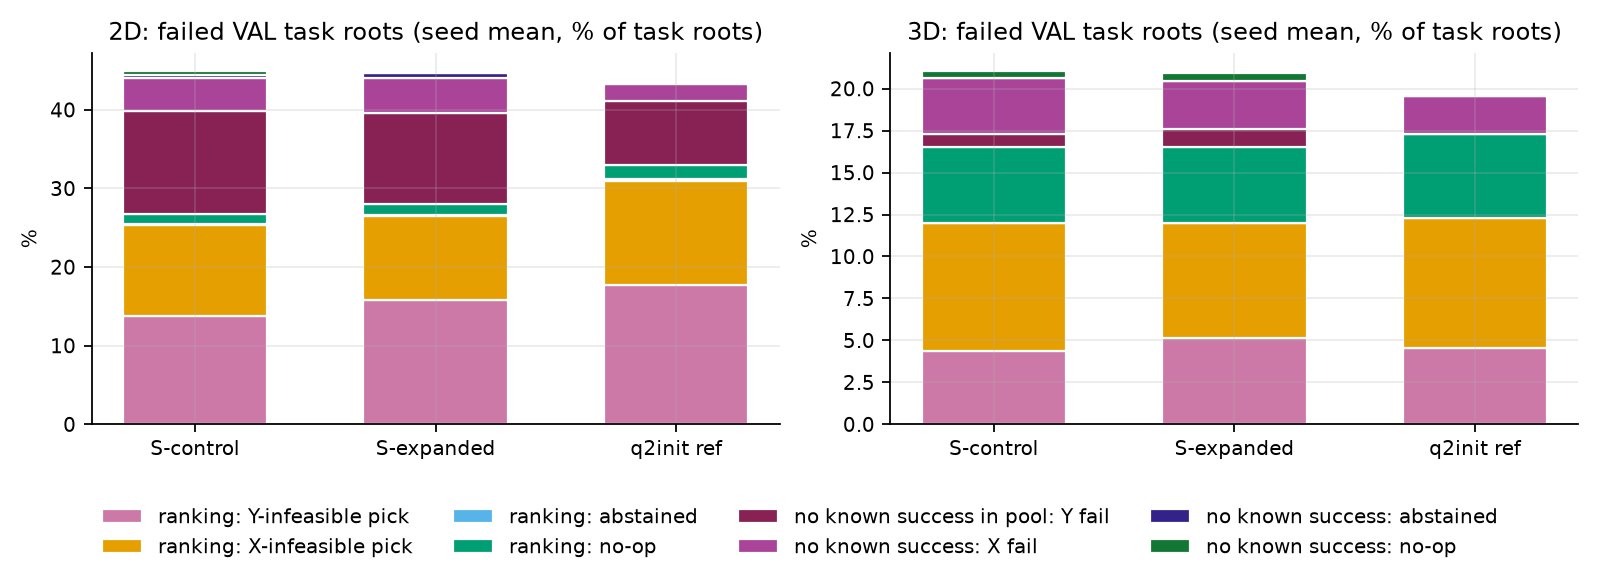 2D: failed VAL task roots (seed mean, % of task roots)
40
30
20
10
0
%
S-control
S-expanded
q2init ref
3D: failed VAL task roots (seed mean, % of task roots)
20.0
17.5
15.0
12.5
10.0
7.5
5.0
2.5
0.0
%
S-control
S-expanded
q2init ref
ranking: Y-infeasible pick
ranking: X-infeasible pick
ranking: abstained
ranking: no-op
no known success in pool: Y fail
no known success: X fail
no known success: abstained
no known success: no-op